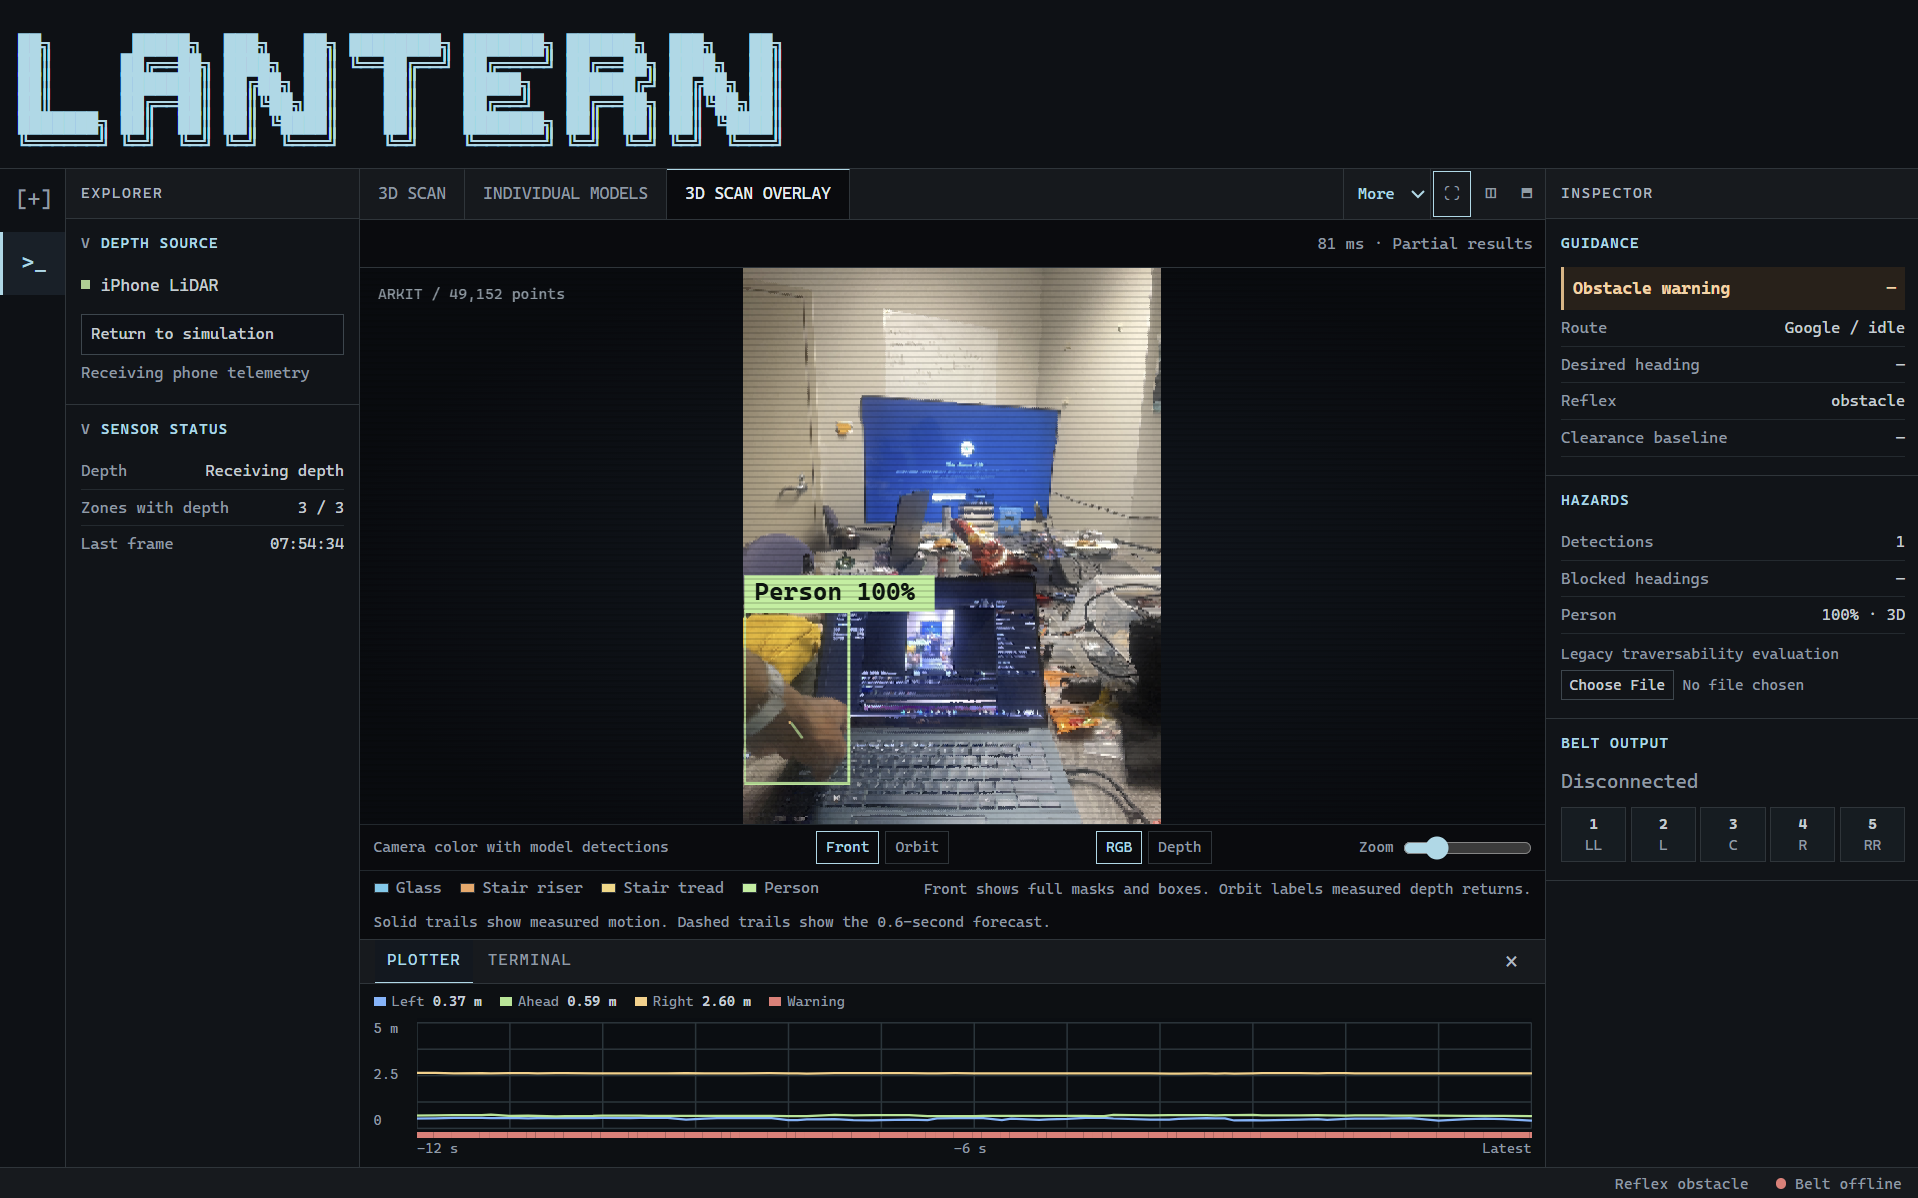 LANTERN
[+]
>_
EXPLORER
V DEPTH SOURCE
iPhone LiDAR
Return to simulation
Receiving phone telemetry
V SENSOR STATUS
Depth Receiving depth
Zones with depth 3 / 3
Last frame 07:54:34
3D SCAN INDIVIDUAL MODELS 3D SCAN OVERLAY More
81 ms · Partial results
ARKIT / 49,152 points
Person 100%
Camera color with model detections Front Orbit RGB Depth Zoom
Glass Stair riser Stair tread Person Front shows full masks and boxes. Orbit labels measured depth returns.
Solid trails show measured motion. Dashed trails show the 0.6-second forecast.
PLOTTER TERMINAL ×
Left 0.37 m Ahead 0.59 m Right 2.60 m Warning
5 m
2.5
0
-12 s -6 s Latest
INSPECTOR
GUIDANCE
Obstacle warning –
Route Google / idle
Desired heading –
Reflex obstacle
Clearance baseline –
HAZARDS
Detections 1
Blocked headings –
Person 100% · 3D
Legacy traversability evaluation
Choose File No file chosen
BELT OUTPUT
Disconnected
1 2 3 4 5
LL L C R RR
Reflex obstacle Belt offline